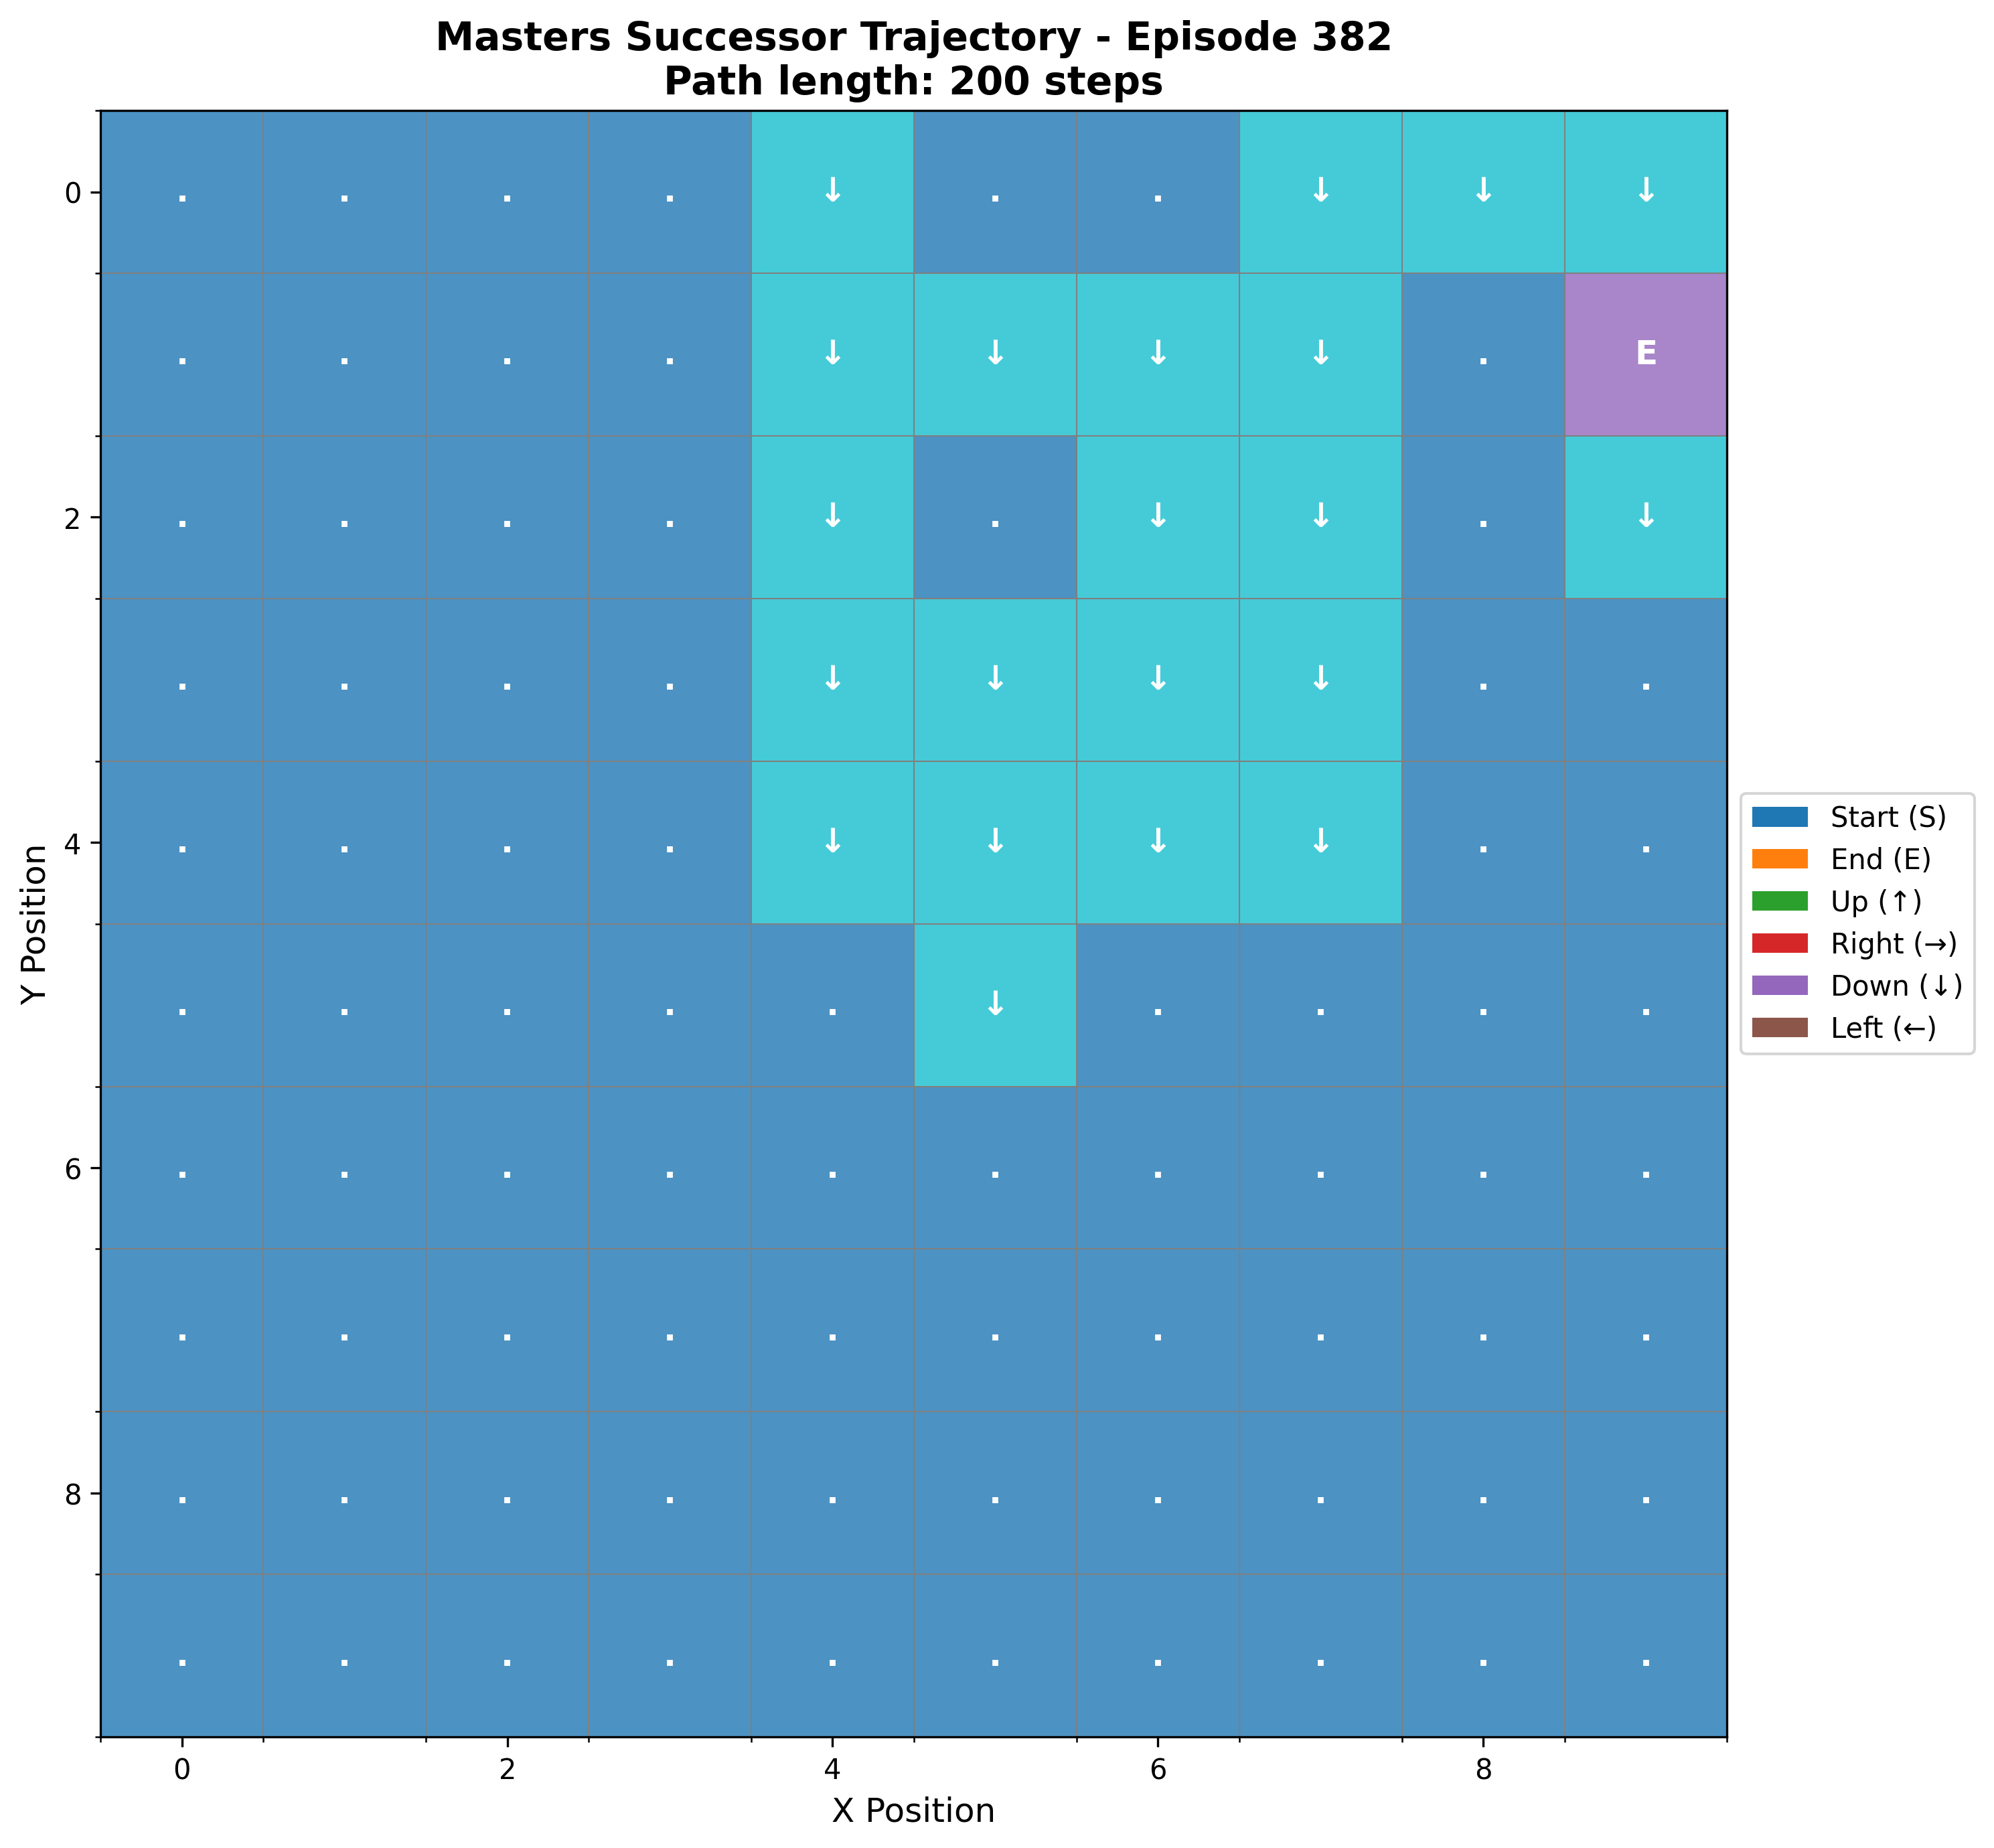 Masters Successor Trajectory - Episode 382
Path length: 200 steps
0 . . . . ↓ . . ↓ ↓ ↓
. . . . ↓ ↓ ↓ ↓ . E
2 . . . . ↓ . ↓ ↓ . ↓
. . . . ↓ ↓ ↓ ↓ . .
4 . . . . ↓ ↓ ↓ ↓ . .
. . . . . ↓ . . . .
6 . . . . . . . . . .
. . . . . . . . . .
8 . . . . . . . . . .
. . . . . . . . . .
0 2 4 6 8
X Position
Y Position
Start (S)
End (E)
Up (↑)
Right (→)
Down (↓)
Left (←)